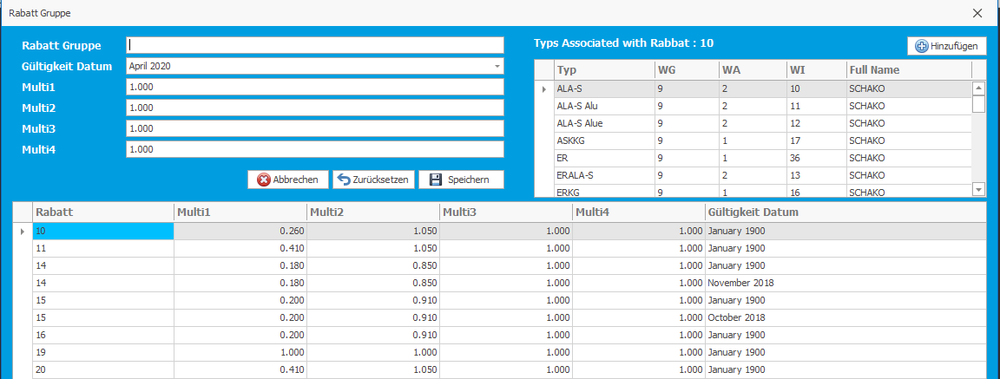 Rabatt Gruppe
Rabatt Gruppe
Gültigkeit Datum April 2020
Multi1 1.000
Multi2 1.000
Multi3 1.000
Multi4 1.000
Abbrechen Zurücksetzen Speichern
Typs Associated with Rabbat : 10 Hinzufügen
Typ WG WA WI Full Name
ALA-S 9 2 10 SCHAKO
ALA-S Alu 9 2 11 SCHAKO
ALA-S Alue 9 2 12 SCHAKO
ASKKG 9 1 17 SCHAKO
ER 9 1 36 SCHAKO
ERALA-S 9 2 13 SCHAKO
ERKG 9 1 16 SCHAKO
Rabatt Multi1 Multi2 Multi3 Multi4 Gültigkeit Datum
10 0.260 1.050 1.000 1.000 January 1900
11 0.410 1.050 1.000 1.000 January 1900
14 0.180 0.850 1.000 1.000 January 1900
14 0.180 0.850 1.000 1.000 November 2018
15 0.200 0.910 1.000 1.000 January 1900
15 0.200 0.910 1.000 1.000 October 2018
16 0.200 0.910 1.000 1.000 January 1900
19 1.000 1.000 1.000 1.000 January 1900
20 0.410 1.050 1.000 1.000 January 1900